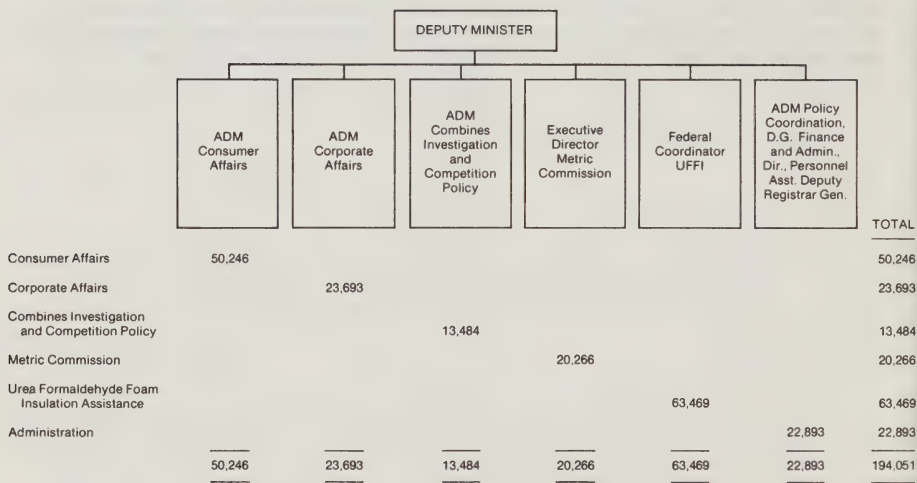 DEPUTY MINISTER
ADM
Consumer
Affairs
ADM
Corporate
Affairs
ADM
Combines
Investigation
and
Competition
Policy
Executive
Director
Metric
Commission
Federal
Coordinator
UFFI
ADM Policy
Coordination,
D.G. Finance
and Admin.,
Dir., Personnel
Asst. Deputy
Registrar Gen.
TOTAL
Consumer Affairs 50,246 50,246
Corporate Affairs 23,693 23,693
Combines Investigation
and Competition Policy 13,484 13,484
Metric Commission 20,266 20,266
Urea Formaldehyde Foam
Insulation Assistance 63,469 63,469
Administration 22,893 22,893
50,246 23,693 13,484 20,266 63,469 22,893 194,051